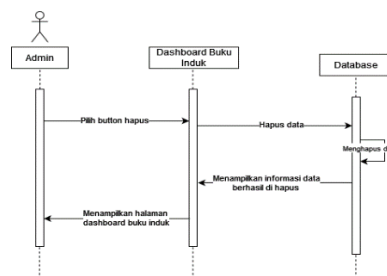 Admin
Dashboard Buku
Induk
Database
Pilih button hapus
Hapus data
Menghapus d
Menampilkan informasi data
berhasil di hapus
Menampilkan halaman
dashboard buku induk